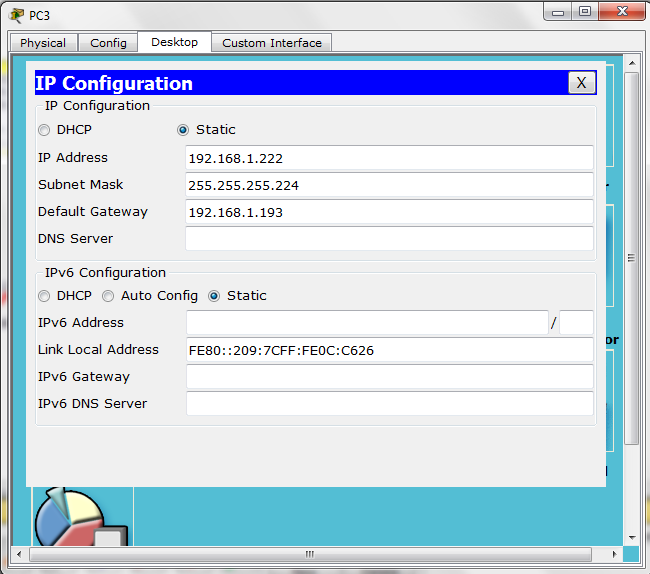 PC3
Physical Config Desktop Custom Interface
IP Configuration X
IP Configuration
DHCP Static
IP Address 192.168.1.222
Subnet Mask 255.255.255.224
Default Gateway 192.168.1.193
DNS Server
IPv6 Configuration
DHCP Auto Config Static
IPv6 Address /
Link Local Address FE80::209:7CFF:FE0C:C626
IPv6 Gateway
IPv6 DNS Server